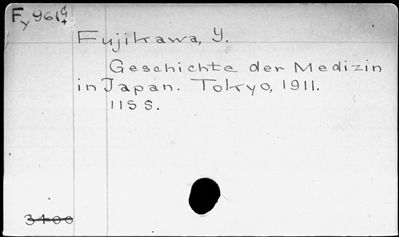 Fy 961
Fujikawa, Y.
Geschichte der Medizin
in Japan. Tokyo, 1911.
115 S.
3400